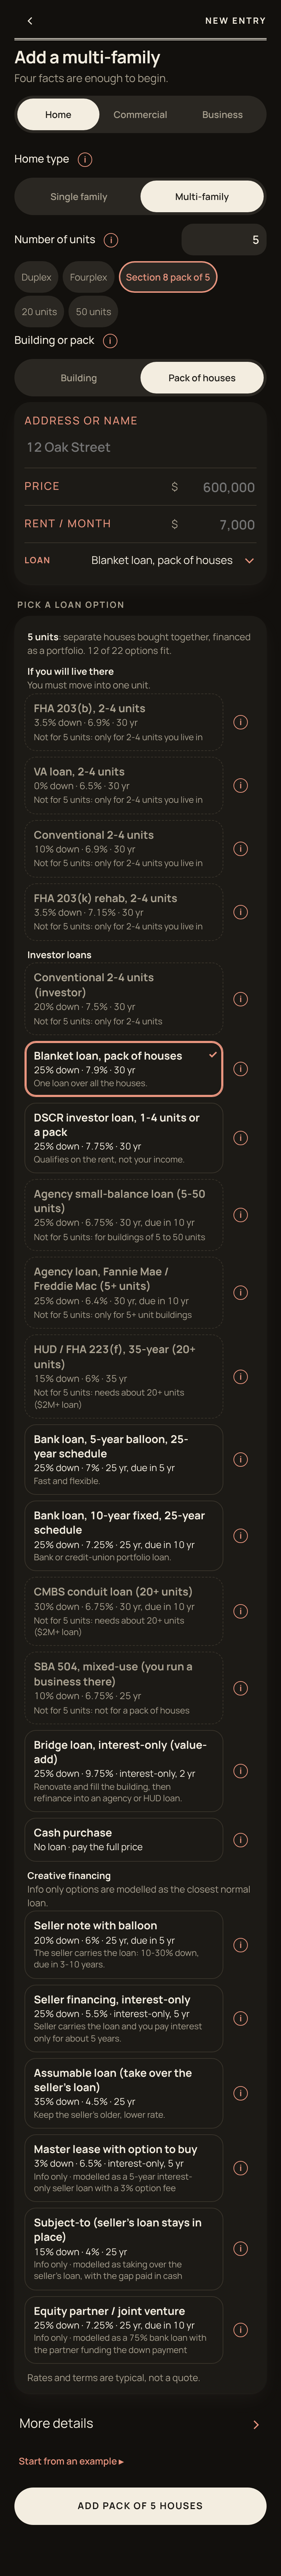 NEW ENTRY
Add a multi-family
Four facts are enough to begin.
Home Commercial Business
Home type i
Single family Multi-family
Number of units i 5
Duplex Fourplex Section 8 pack of 5
20 units 50 units
Building or pack i
Building Pack of houses
ADDRESS OR NAME
12 Oak Street
PRICE $ 600,000
RENT / MONTH $ 7,000
LOAN Blanket loan, pack of houses
PICK A LOAN OPTION
5 units: separate houses bought together, financed
as a portfolio. 12 of 22 options fit.
If you will live there
You must move into one unit.
FHA 203(b), 2-4 units
3.5% down · 6.9% · 30 yr
Not for 5 units: only for 2-4 units you live in
i
VA loan, 2-4 units
0% down · 6.5% · 30 yr
Not for 5 units: only for 2-4 units you live in
i
Conventional 2-4 units
10% down · 6.9% · 30 yr
Not for 5 units: only for 2-4 units you live in
i
FHA 203(k) rehab, 2-4 units
3.5% down · 7.15% · 30 yr
Not for 5 units: only for 2-4 units you live in
i
Investor loans
Conventional 2-4 units
(investor)
20% down · 7.5% · 30 yr
Not for 5 units: only for 2-4 units
i
Blanket loan, pack of houses
25% down · 7.9% · 30 yr
One loan over all the houses.
i
DSCR investor loan, 1-4 units or
a pack
25% down · 7.75% · 30 yr
Qualifies on the rent, not your income.
i
Agency small-balance loan (5-50
units)
25% down · 6.75% · 30 yr, due in 10 yr
Not for 5 units: for buildings of 5 to 50 units
i
Agency loan, Fannie Mae /
Freddie Mac (5+ units)
25% down · 6.4% · 30 yr, due in 10 yr
Not for 5 units: only for 5+ unit buildings
i
HUD / FHA 223(f), 35-year (20+
units)
15% down · 6% · 35 yr
Not for 5 units: needs about 20+ units
($2M+ loan)
i
Bank loan, 5-year balloon, 25-
year schedule
25% down · 7% · 25 yr, due in 5 yr
Fast and flexible.
i
Bank loan, 10-year fixed, 25-year
schedule
25% down · 7.25% · 25 yr, due in 10 yr
Bank or credit-union portfolio loan.
i
CMBS conduit loan (20+ units)
30% down · 6.75% · 30 yr, due in 10 yr
Not for 5 units: needs about 20+ units
($2M+ loan)
i
SBA 504, mixed-use (you run a
business there)
10% down · 6.75% · 25 yr
Not for 5 units: not for a pack of houses
i
Bridge loan, interest-only (value-
add)
25% down · 9.75% · interest-only, 2 yr
Renovate and fill the building, then
refinance into an agency or HUD loan.
i
Cash purchase
No loan · pay the full price
i
Creative financing
Info only options are modelled as the closest normal
loan.
Seller note with balloon
20% down · 6% · 25 yr, due in 5 yr
The seller carries the loan: 10-30% down,
due in 3-10 years.
i
Seller financing, interest-only
25% down · 5.5% · interest-only, 5 yr
Seller carries the loan and you pay interest
only for about 5 years.
i
Assumable loan (take over the
seller's loan)
35% down · 4.5% · 25 yr
Keep the seller's older, lower rate.
i
Master lease with option to buy
3% down · 6.5% · interest-only, 5 yr
Info only · modelled as a 5-year interest-
only seller loan with a 3% option fee
i
Subject-to (seller's loan stays in
place)
15% down · 4% · 25 yr
Info only · modelled as taking over the
seller's loan, with the gap paid in cash
i
Equity partner / joint venture
25% down · 7.25% · 25 yr, due in 10 yr
Info only · modelled as a 75% bank loan with
the partner funding the down payment
i
Rates and terms are typical, not a quote.
More details
Start from an example ▸
ADD PACK OF 5 HOUSES